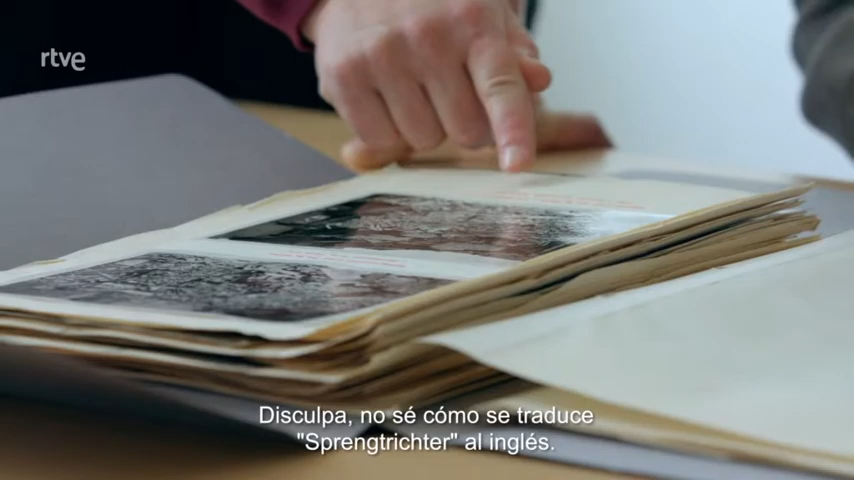 rtve
Disculpa, no sé cómo se traduce
"Sprengtrichter" al inglés.